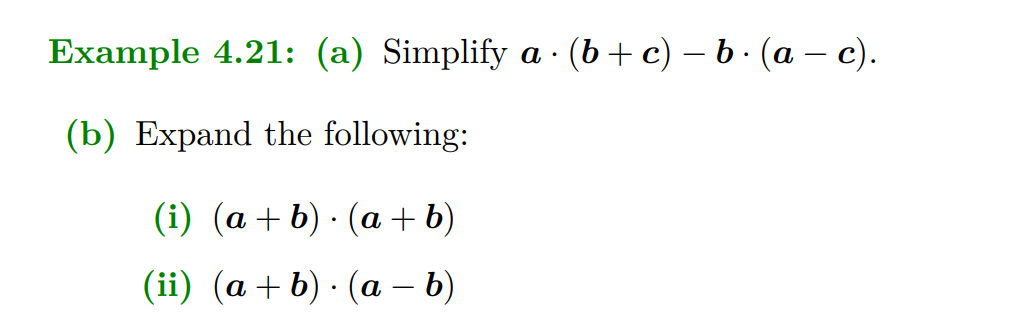 Example 4.21: (a) Simplify a · (b + c) − b · (a − c).
(b) Expand the following:
(i) (a + b) · (a + b)
(ii) (a + b) · (a − b)